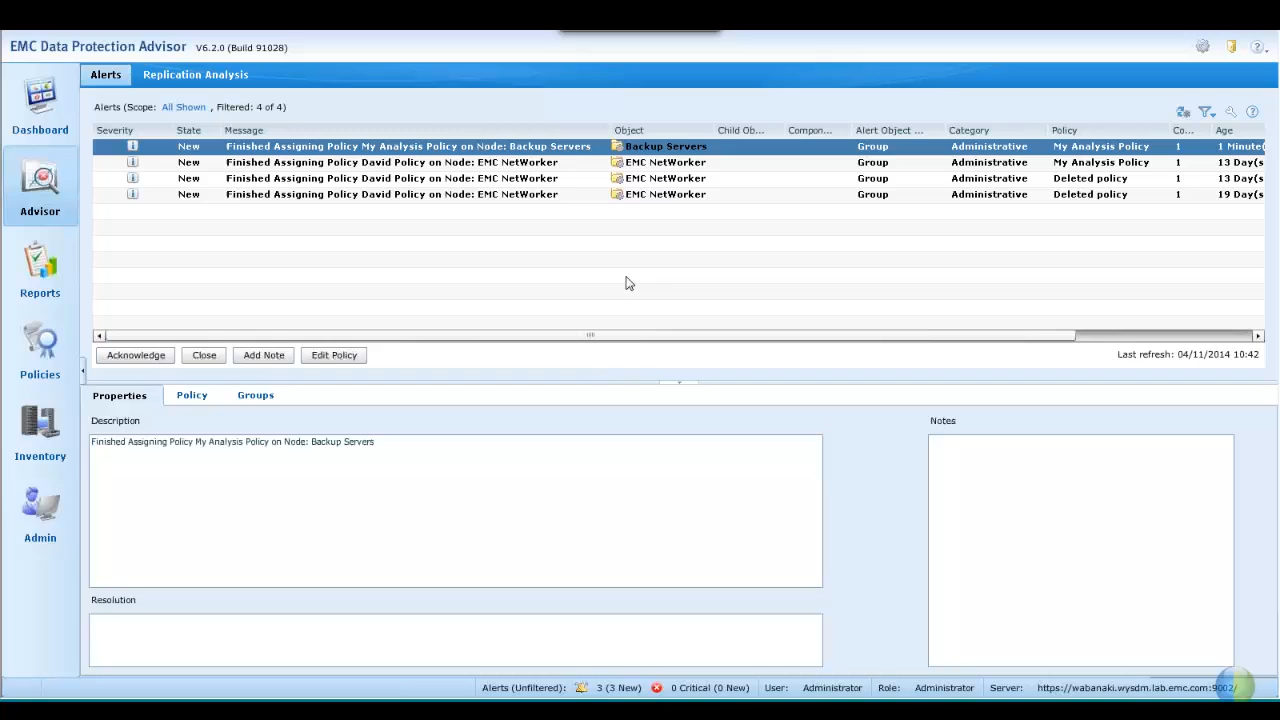 EMC Data Protection Advisor V6.2.0 (Build 91028)
Alerts Replication Analysis
Alerts (Scope: All Shown , Filtered: 4 of 4)
Severity State Message Object Child Ob... Compon... Alert Object ... Category Policy Co... Age
New Finished Assigning Policy My Analysis Policy on Node: Backup Servers Backup Servers Group Administrative My Analysis Policy 1 1 Minute(
New Finished Assigning Policy David Policy on Node: EMC NetWorker EMC NetWorker Group Administrative My Analysis Policy 1 13 Day(s
New Finished Assigning Policy David Policy on Node: EMC NetWorker EMC NetWorker Group Administrative Deleted policy 1 13 Day(s
New Finished Assigning Policy David Policy on Node: EMC NetWorker EMC NetWorker Group Administrative Deleted policy 1 19 Day(s
Dashboard
Advisor
Reports
Policies
Inventory
Admin
Acknowledge Close Add Note Edit Policy Last refresh: 04/11/2014 10:42
Properties Policy Groups
Description Notes
Finished Assigning Policy My Analysis Policy on Node: Backup Servers
Resolution
Alerts (Unfiltered): 3 (3 New) 0 Critical (0 New) User: Administrator Role: Administrator Server: https://wabanaki.wysdm.lab.emc.com:9002/